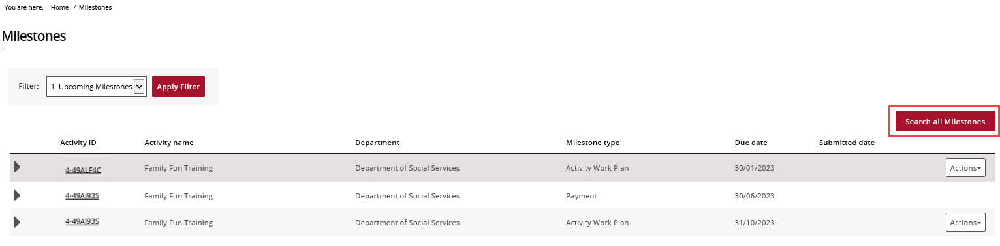 You are here: Home / Milestones
Milestones
Filter: 1. Upcoming Milestones Apply Filter
Search all Milestones
Activity ID Activity name Department Milestone type Due date Submitted date
4-49ALF4C Family Fun Training Department of Social Services Activity Work Plan 30/01/2023 Actions
4-49AJ93S Family Fun Training Department of Social Services Payment 30/06/2023
4-49AJ93S Family Fun Training Department of Social Services Activity Work Plan 31/10/2023 Actions